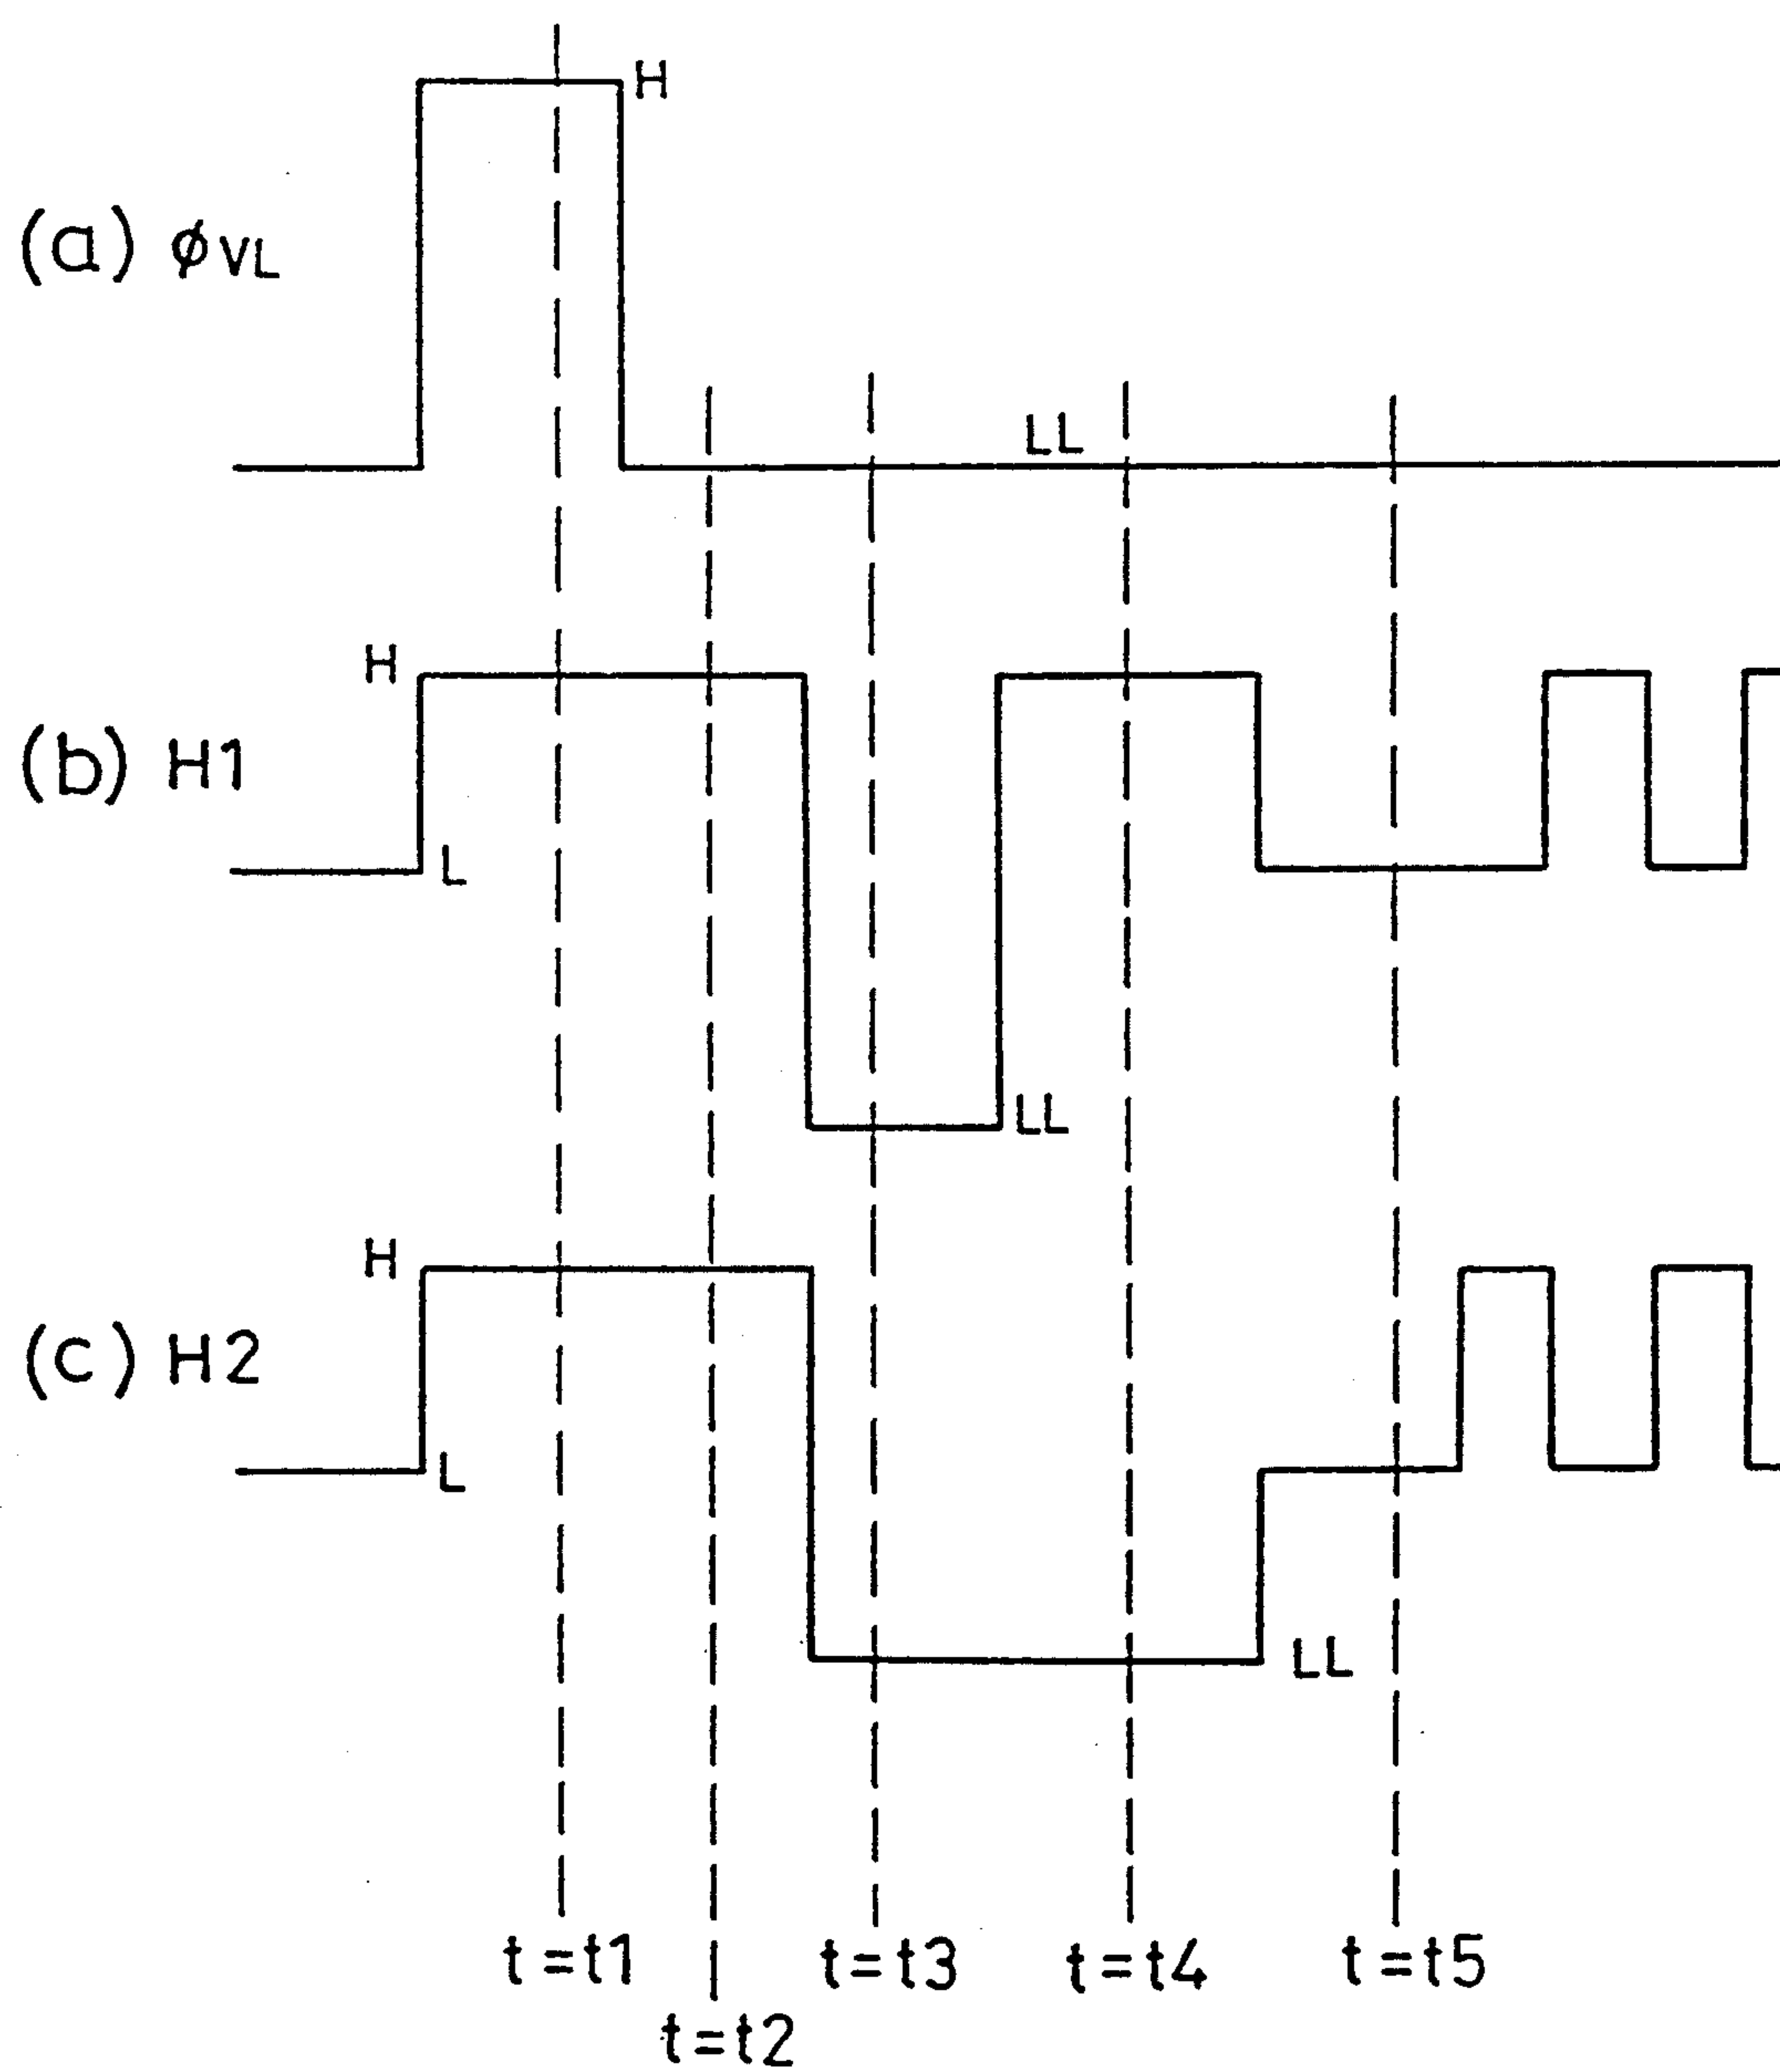 H
(a) φVL
LL
H
(b) H1
L
LL
H
(c) H2
L
LL
t=t1
t=t2
t=t3
t=t4
t=t5